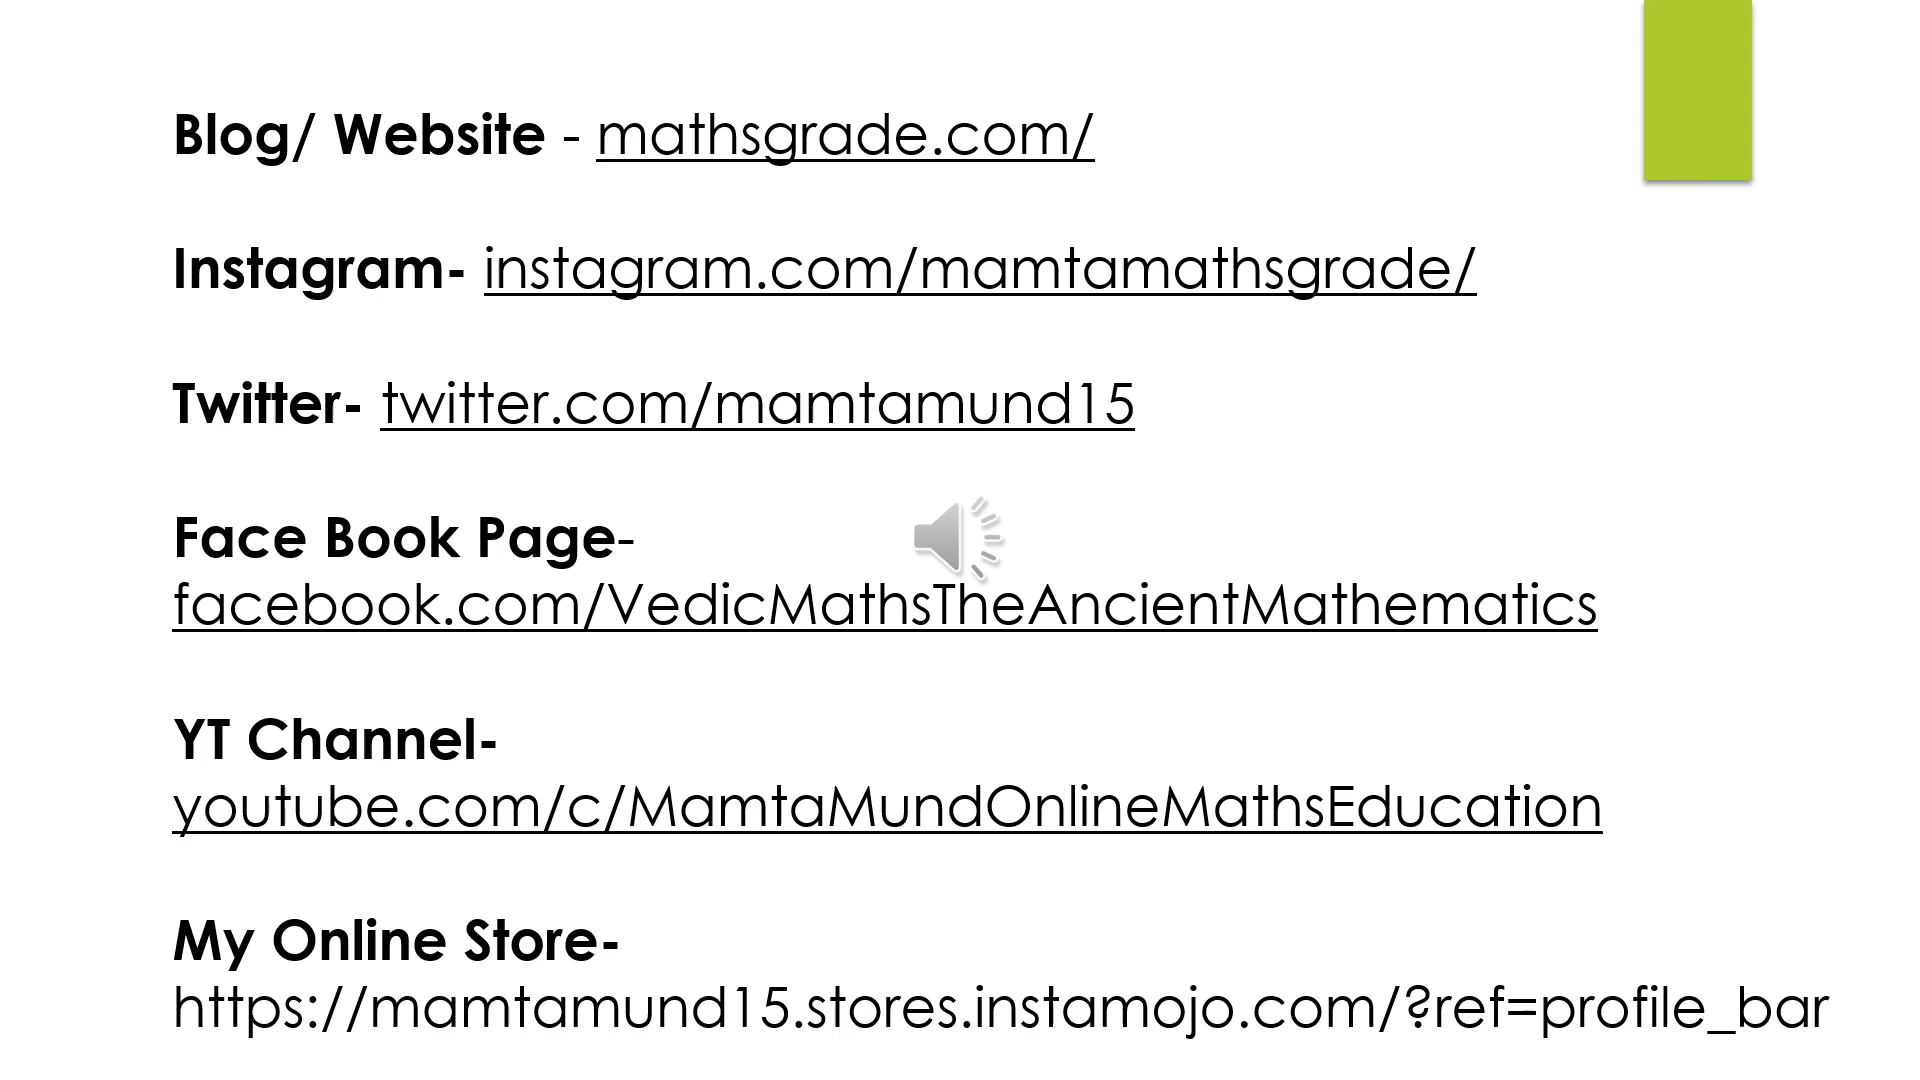 Blog/ Website - mathsgrade.com/
Instagram- instagram.com/mamtamathsgrade/
Twitter- twitter.com/mamtamund15
Face Book Page-
facebook.com/VedicMathsTheAncientMathematics
YT Channel-
youtube.com/c/MamtaMundOnlineMathsEducation
My Online Store-
https://mamtamund15.stores.instamojo.com/?ref=profile_bar